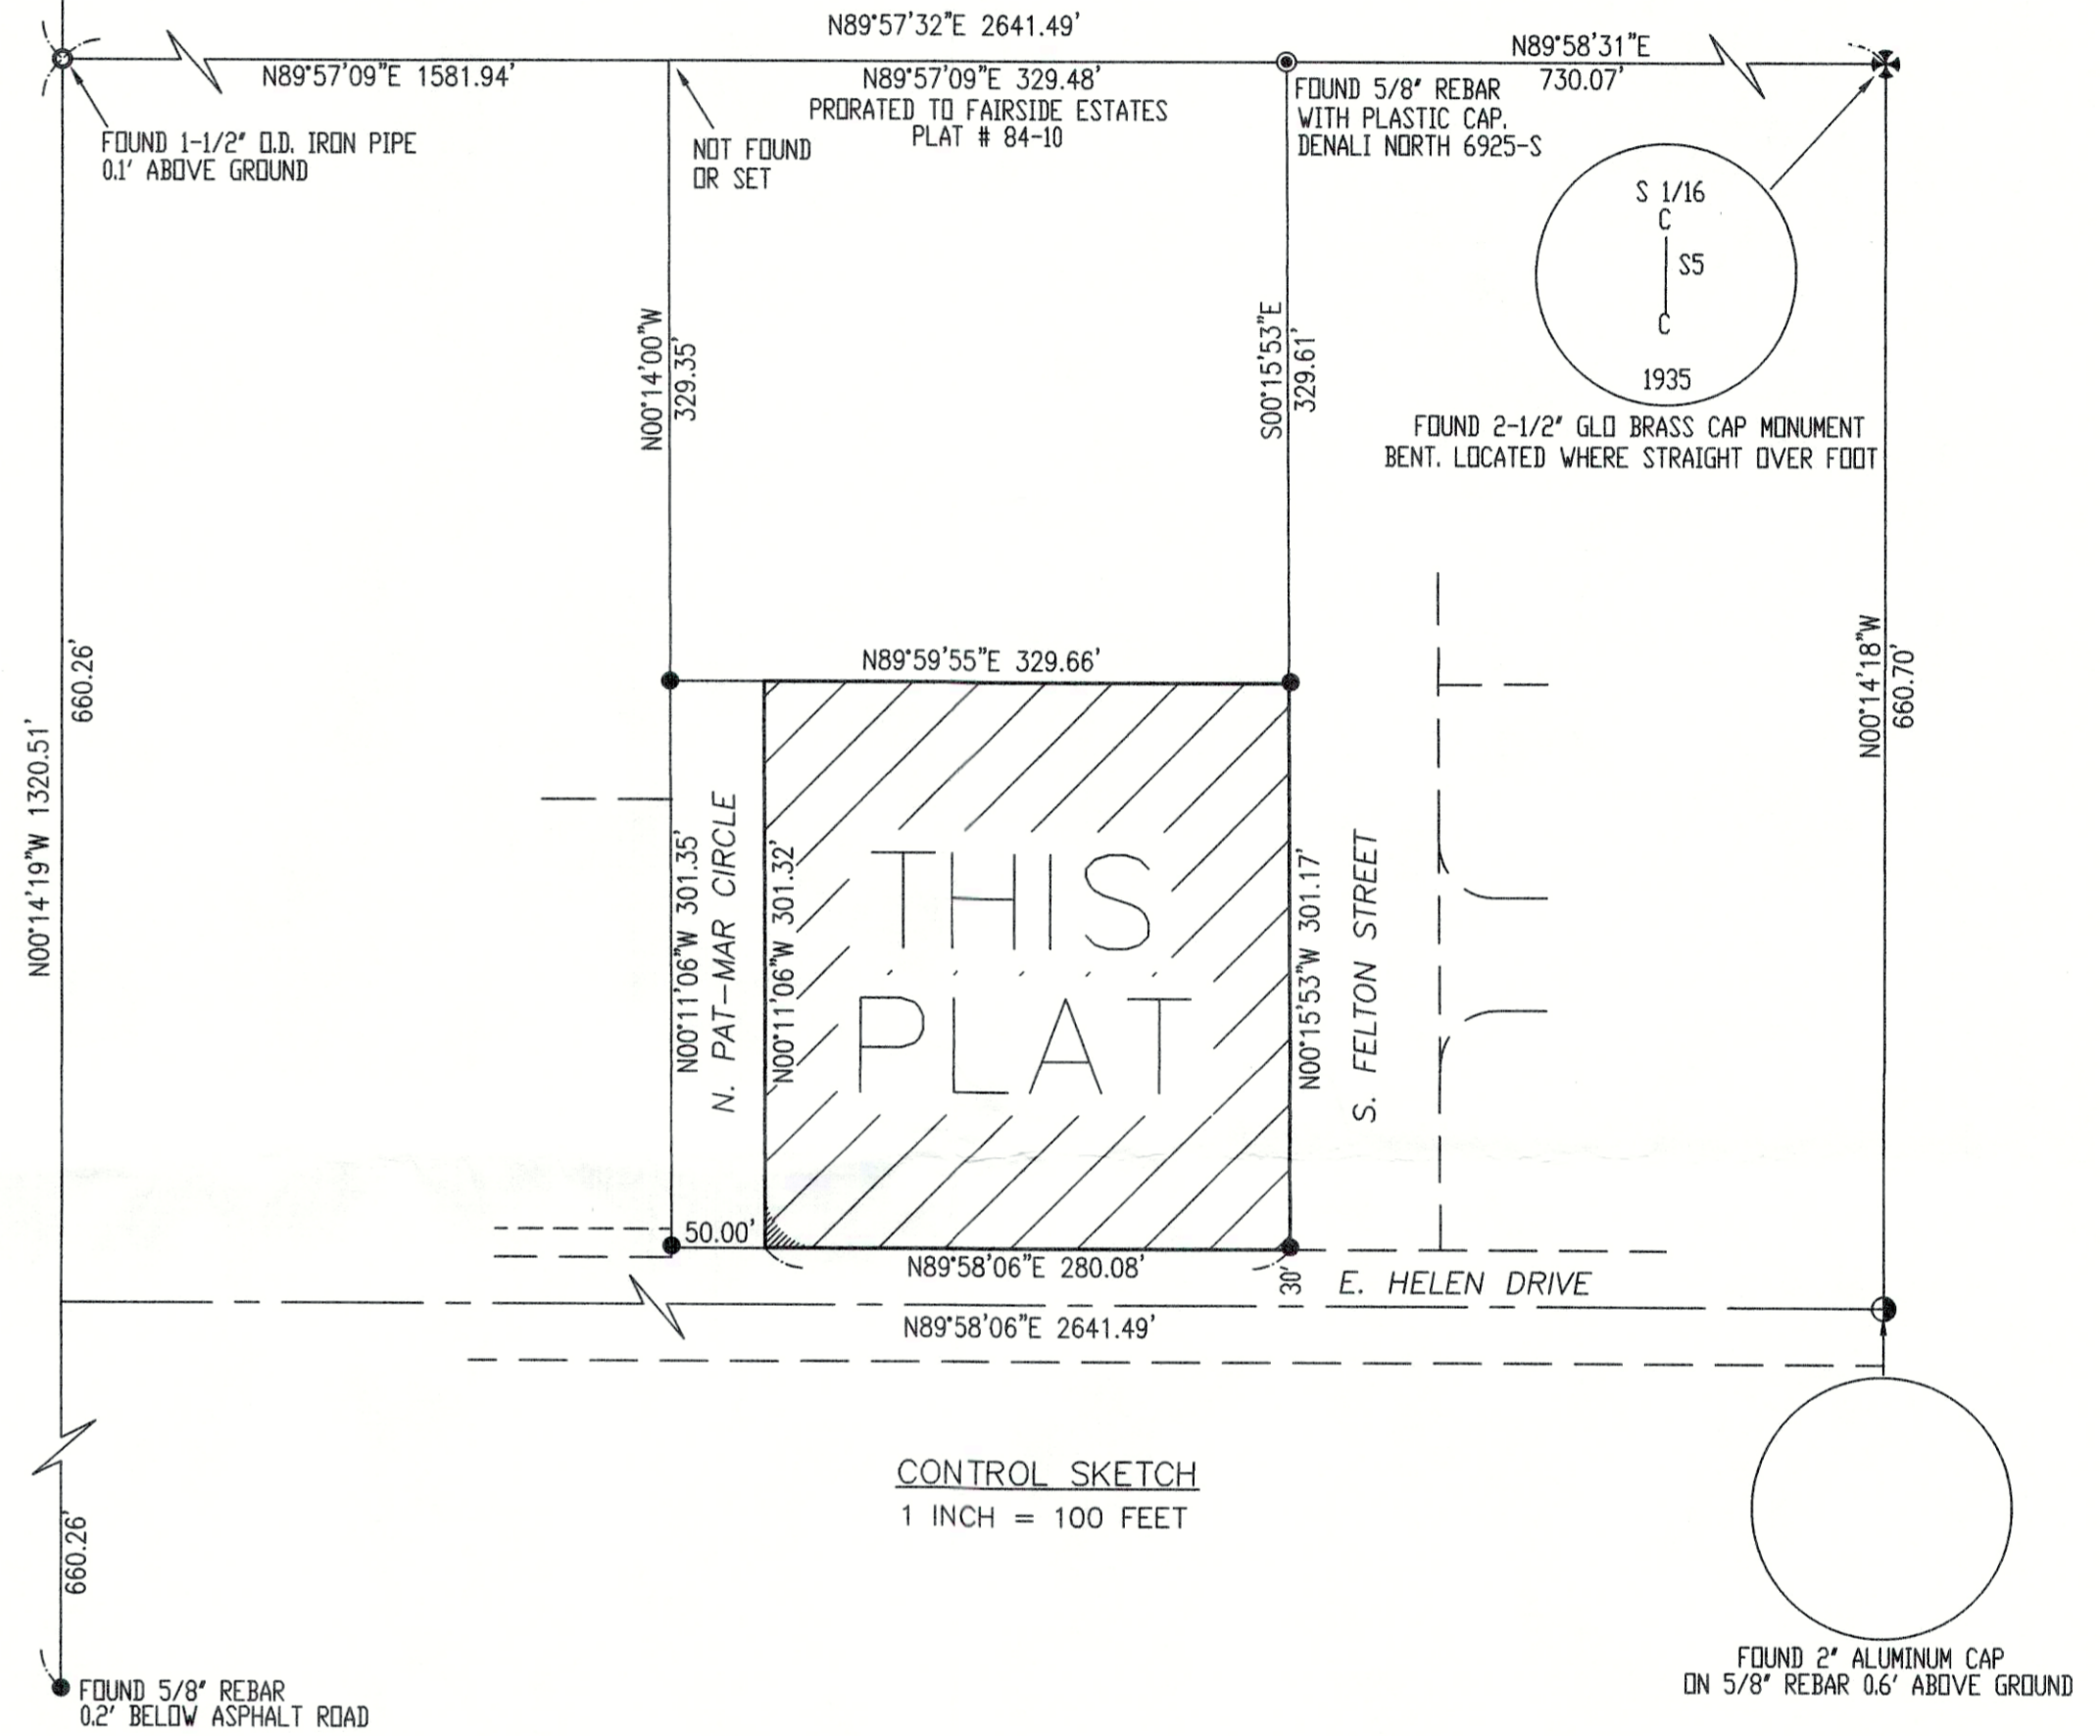 N89°57'32"E 2641.49'
N89°57'09"E 1581.94'
N89°57'09"E 329.48'
PRORATED TO FAIRSIDE ESTATES
PLAT # 84-10
N89°58'31"E
730.07'
FOUND 1-1/2" O.D. IRON PIPE
0.1' ABOVE GROUND
NOT FOUND
OR SET
FOUND 5/8" REBAR
WITH PLASTIC CAP.
DENALI NORTH 6925-S
S 1/16
C
S5
C
1935
FOUND 2-1/2" GLO BRASS CAP MONUMENT
BENT. LOCATED WHERE STRAIGHT OVER FOOT
N00°14'00"W
329.35'
S00°15'53"E
329.61'
N00°14'19"W 1320.51'
660.26'
N89°59'55"E 329.66'
N00°14'18"W
660.70'
N00°11'06"W 301.35'
N. PAT-MAR CIRCLE
N00°11'06"W 301.32'
THIS
PLAT
N00°15'53"W 301.17'
S. FELTON STREET
50.00'
N89°58'06"E 280.08'
30'
E. HELEN DRIVE
N89°58'06"E 2641.49'
CONTROL SKETCH
1 INCH = 100 FEET
660.26'
FOUND 5/8" REBAR
0.2' BELOW ASPHALT ROAD
FOUND 2" ALUMINUM CAP
ON 5/8" REBAR 0.6' ABOVE GROUND